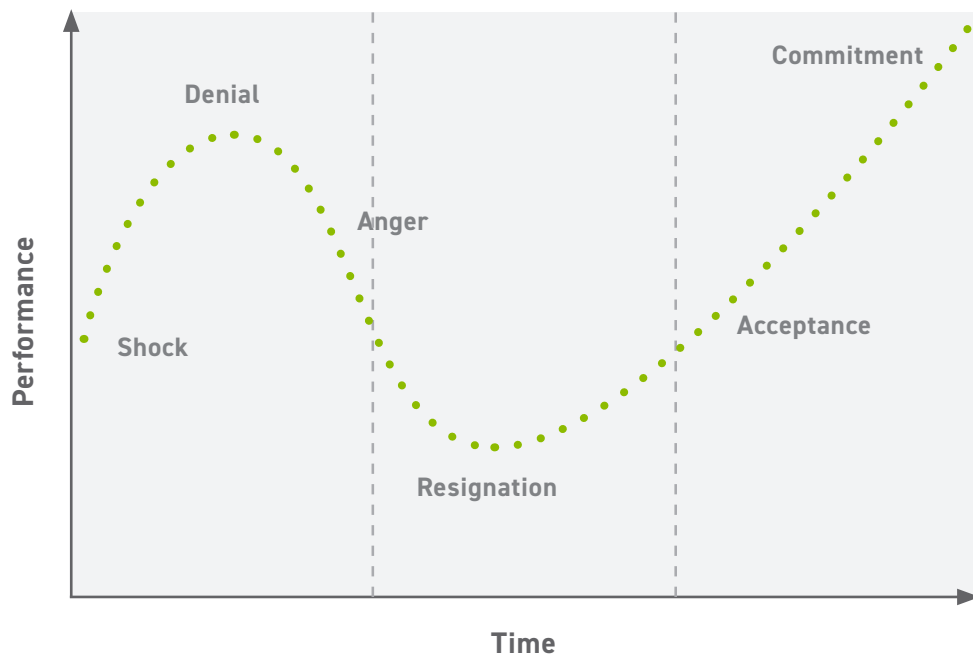 Commitment
Denial
Anger
Performance
Shock
Acceptance
Resignation
Time